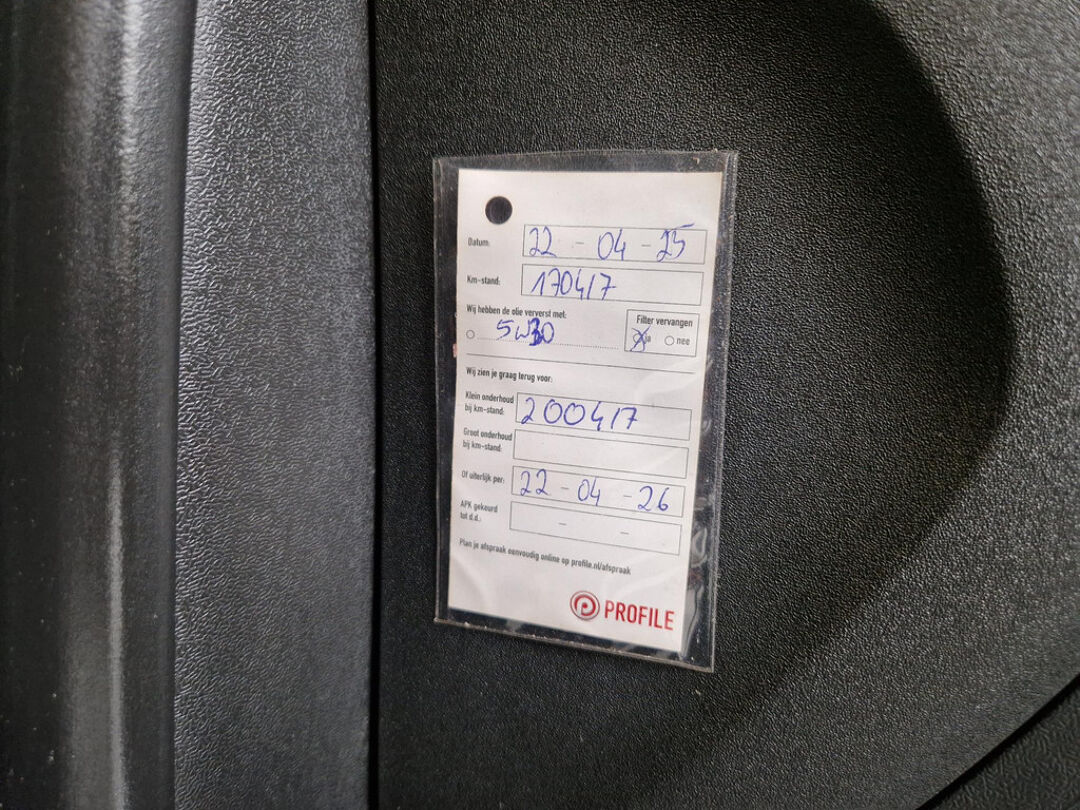 Datum: 22 - 04 - 25
Km-stand: 170417
Wij hebben de olie ververst met:
5W30
Filter vervangen
ja nee
Wij zien je graag terug voor:
Klein onderhoud
bij km-stand: 200417
Groot onderhoud
bij km-stand:
Of uiterlijk per: 22 - 04 - 26
APK gekeurd
tot d.d.: - -
Plan je afspraak eenvoudig online op profile.nl/afspraak
PROFILE